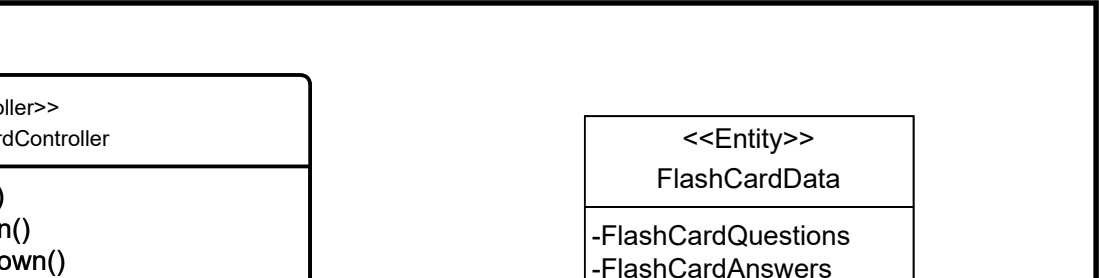 oller>>
rdController
)
n()
own()
<<Entity>>
FlashCardData
-FlashCardQuestions
-FlashCardAnswers